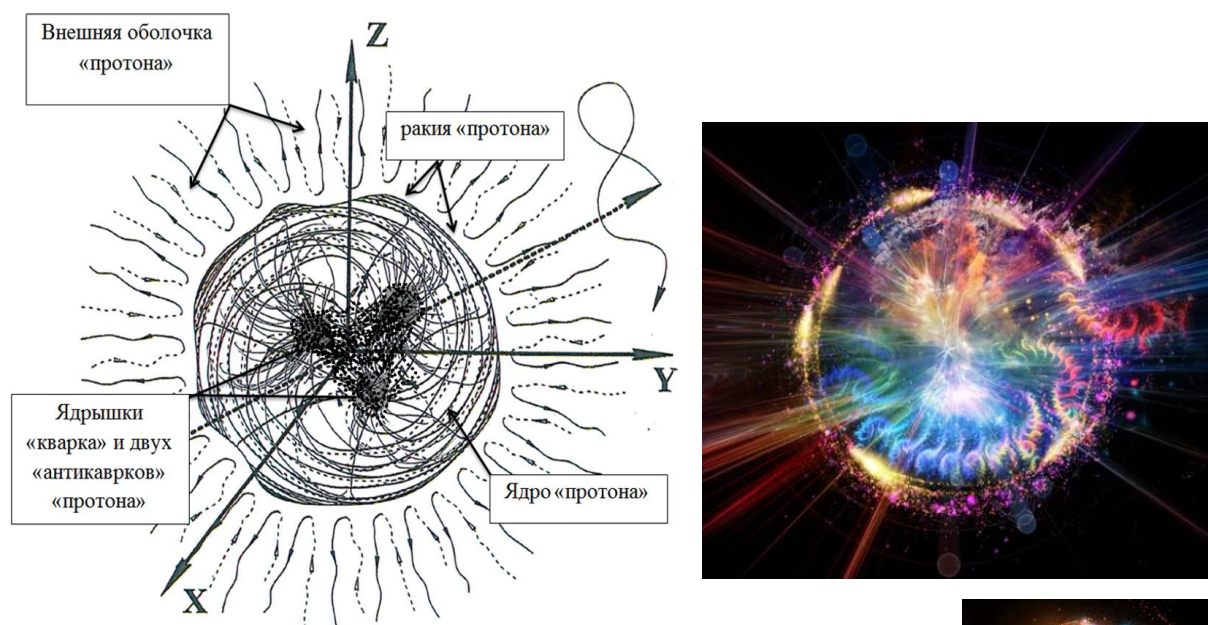 Внешняя оболочка
«протона»
Z
ракия «протона»
Y
Ядрышки
«кварка» и двух
«антикаврков»
«протона»
Ядро «протона»
X